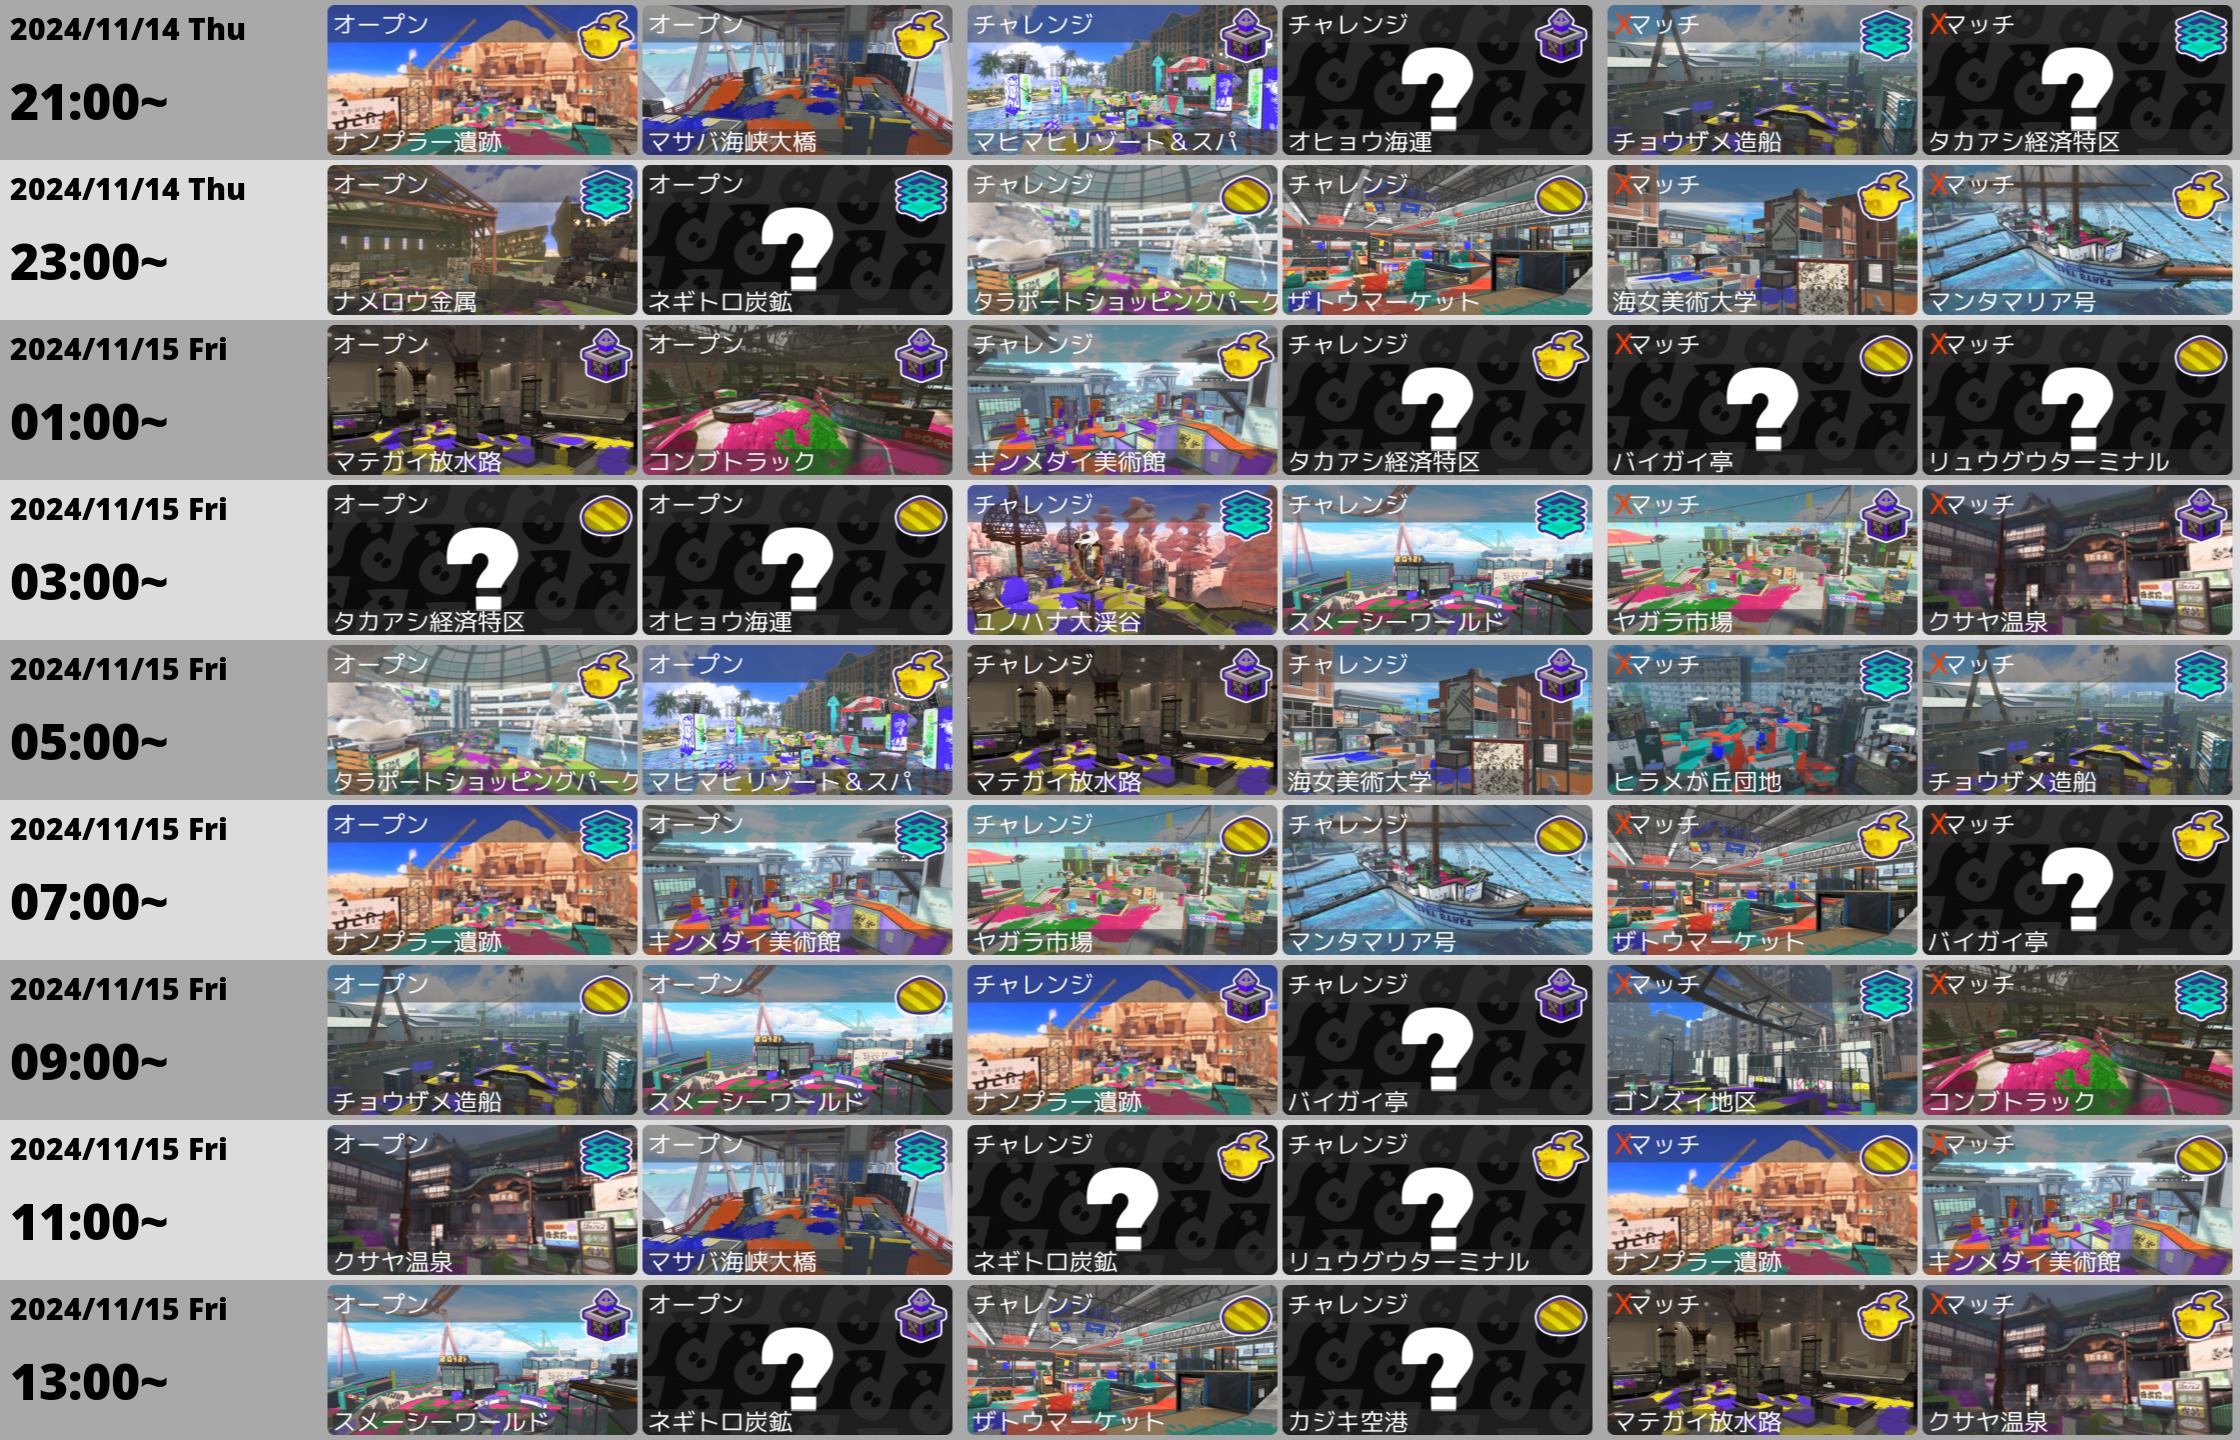 2024/11/14 Thu
21:00~
オープン
ナンプラー遺跡
オープン
マサバ海峡大橋
チャレンジ
マヒマヒリゾート＆スパ
チャレンジ
オヒョウ海運
Xマッチ
チョウザメ造船
Xマッチ
タカアシ経済特区
2024/11/14 Thu
23:00~
オープン
ナメロウ金属
オープン
ネギトロ炭鉱
チャレンジ
タラポートショッピングパーク
チャレンジ
ザトウマーケット
Xマッチ
海女美術大学
Xマッチ
マンタマリア号
2024/11/15 Fri
01:00~
オープン
マテガイ放水路
オープン
コンブトラック
チャレンジ
キンメダイ美術館
チャレンジ
タカアシ経済特区
Xマッチ
バイガイ亭
Xマッチ
リュウグウターミナル
2024/11/15 Fri
03:00~
オープン
タカアシ経済特区
オープン
オヒョウ海運
チャレンジ
ユノハナ大渓谷
チャレンジ
スメーシーワールド
Xマッチ
ヤガラ市場
Xマッチ
クサヤ温泉
2024/11/15 Fri
05:00~
オープン
タラポートショッピングパーク
オープン
マヒマヒリゾート＆スパ
チャレンジ
マテガイ放水路
チャレンジ
海女美術大学
Xマッチ
ヒラメが丘団地
Xマッチ
チョウザメ造船
2024/11/15 Fri
07:00~
オープン
ナンプラー遺跡
オープン
キンメダイ美術館
チャレンジ
ヤガラ市場
チャレンジ
マンタマリア号
Xマッチ
ザトウマーケット
Xマッチ
バイガイ亭
2024/11/15 Fri
09:00~
オープン
チョウザメ造船
オープン
スメーシーワールド
チャレンジ
ナンプラー遺跡
チャレンジ
バイガイ亭
Xマッチ
ゴンズイ地区
Xマッチ
コンブトラック
2024/11/15 Fri
11:00~
オープン
クサヤ温泉
オープン
マサバ海峡大橋
チャレンジ
ネギトロ炭鉱
チャレンジ
リュウグウターミナル
Xマッチ
ナンプラー遺跡
Xマッチ
キンメダイ美術館
2024/11/15 Fri
13:00~
オープン
スメーシーワールド
オープン
ネギトロ炭鉱
チャレンジ
ザトウマーケット
チャレンジ
カジキ空港
Xマッチ
マテガイ放水路
Xマッチ
クサヤ温泉